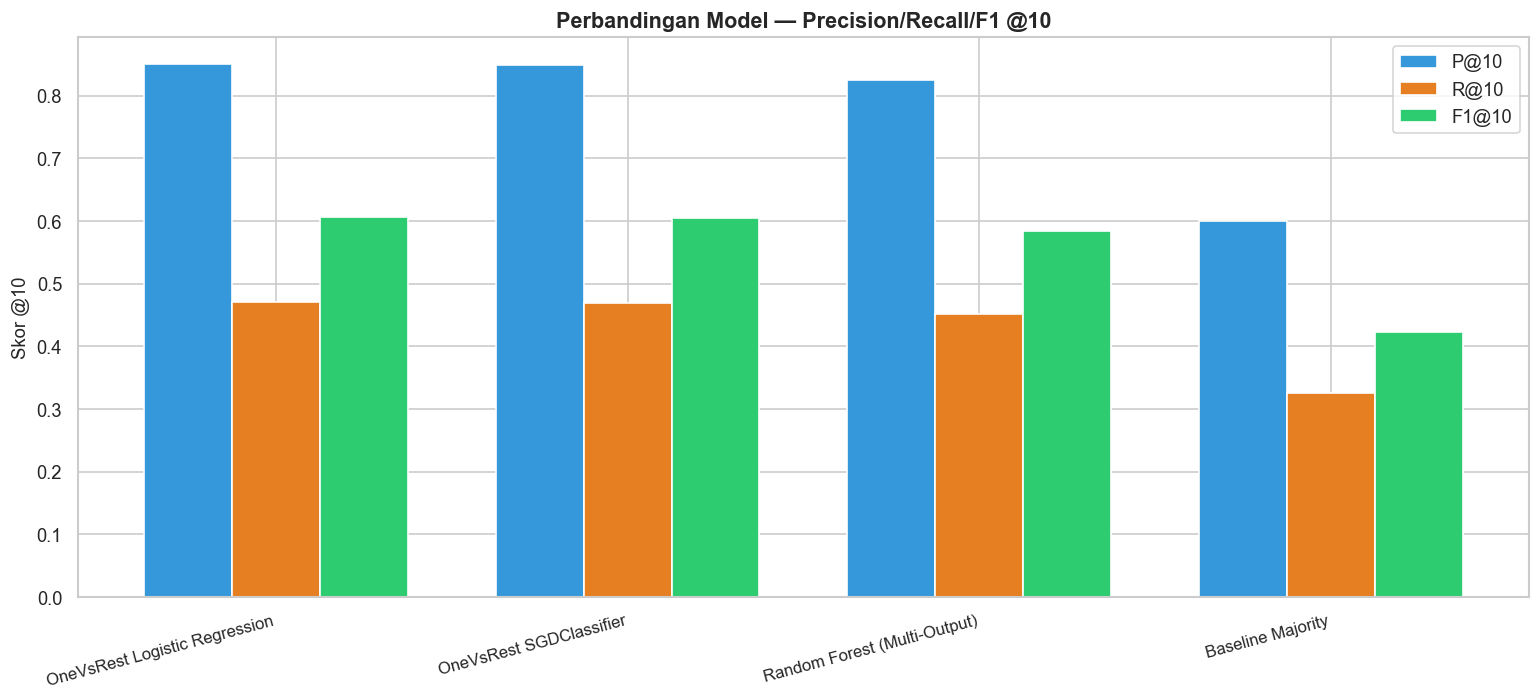 Perbandingan Model — Precision/Recall/F1 @10
P@10
R@10
F1@10
Skor @10
0.8
0.7
0.6
0.5
0.4
0.3
0.2
0.1
0.0
OneVsRest Logistic Regression
OneVsRest SGDClassifier
Random Forest (Multi-Output)
Baseline Majority